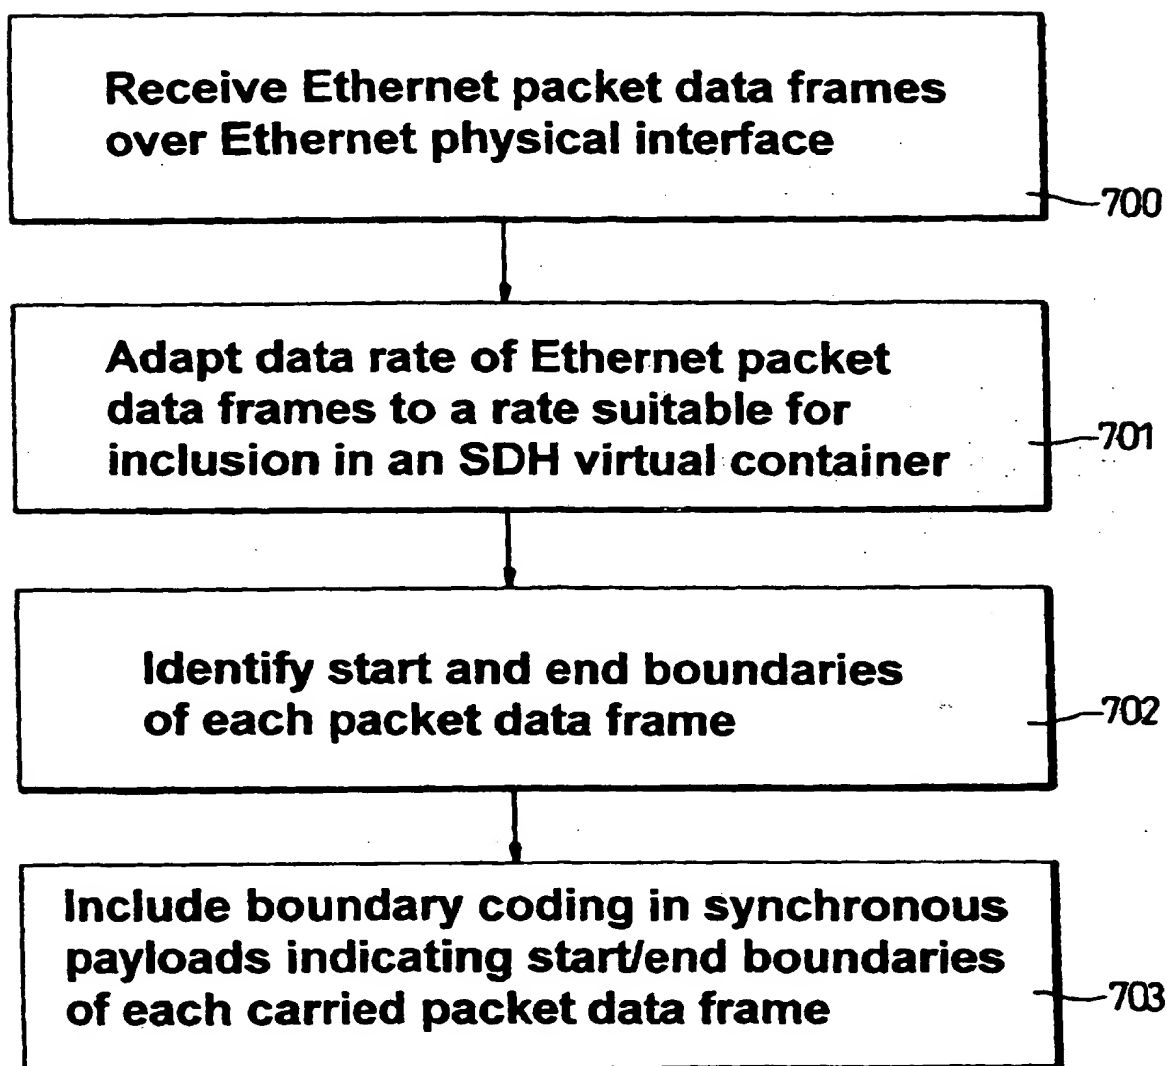 Receive Ethernet packet data frames
over Ethernet physical interface
700
Adapt data rate of Ethernet packet
data frames to a rate suitable for
inclusion in an SDH virtual container
701
Identify start and end boundaries
of each packet data frame
702
Include boundary coding in synchronous
payloads indicating start/end boundaries
of each carried packet data frame
703